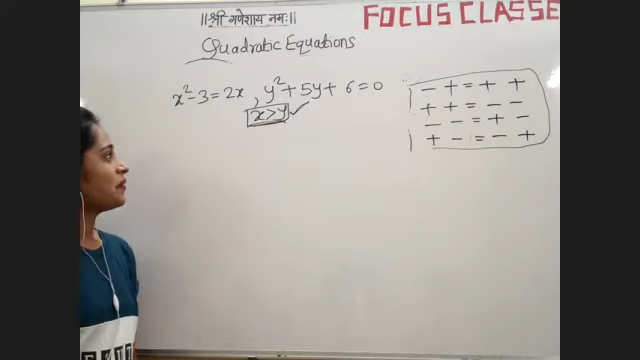 ||श्री गणेशाय नमः||
FOCUS CLASSE
Quadratic Equations
x²-3=2x, y²+5y+6=0
x>y ✓
- + = + +
+ + = - -
- - = + -
+ - = - +